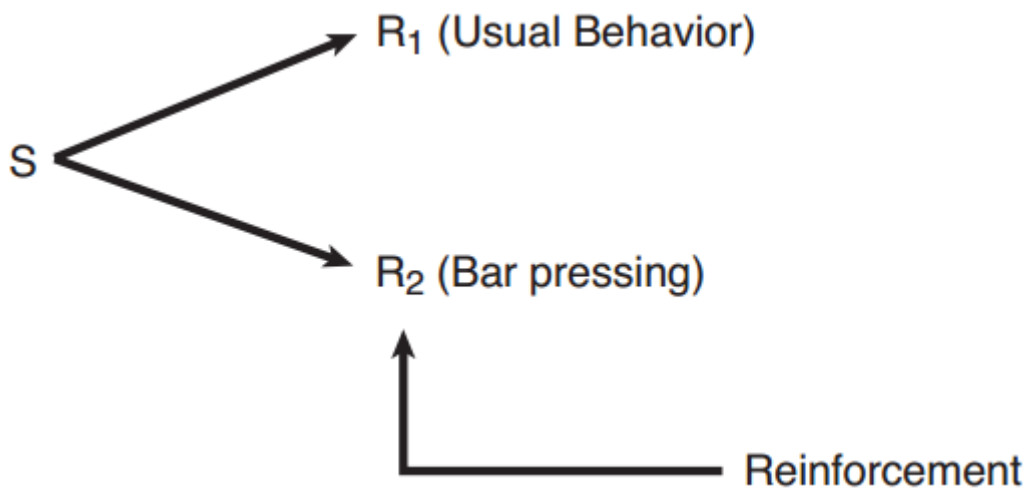 R₁ (Usual Behavior)
S
R₂ (Bar pressing)
Reinforcement